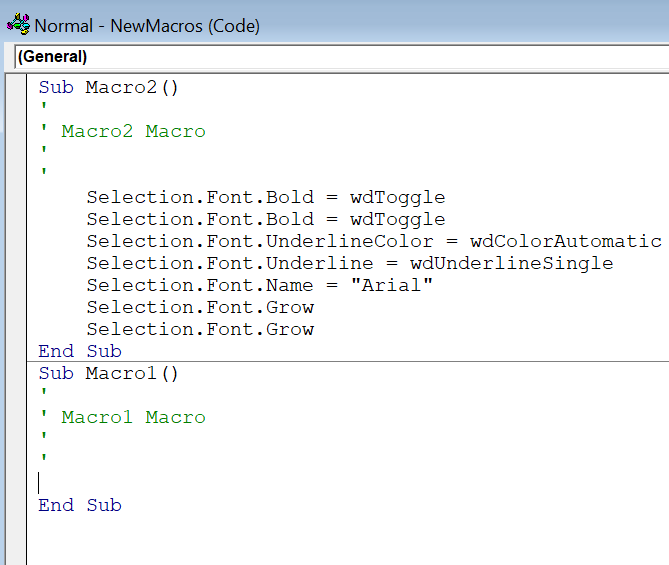 Normal - NewMacros (Code)
(General)
Sub Macro2()
'
' Macro2 Macro
'
'
    Selection.Font.Bold = wdToggle
    Selection.Font.Bold = wdToggle
    Selection.Font.UnderlineColor = wdColorAutomatic
    Selection.Font.Underline = wdUnderlineSingle
    Selection.Font.Name = "Arial"
    Selection.Font.Grow
    Selection.Font.Grow
End Sub
Sub Macro1()
'
' Macro1 Macro
'
'
End Sub